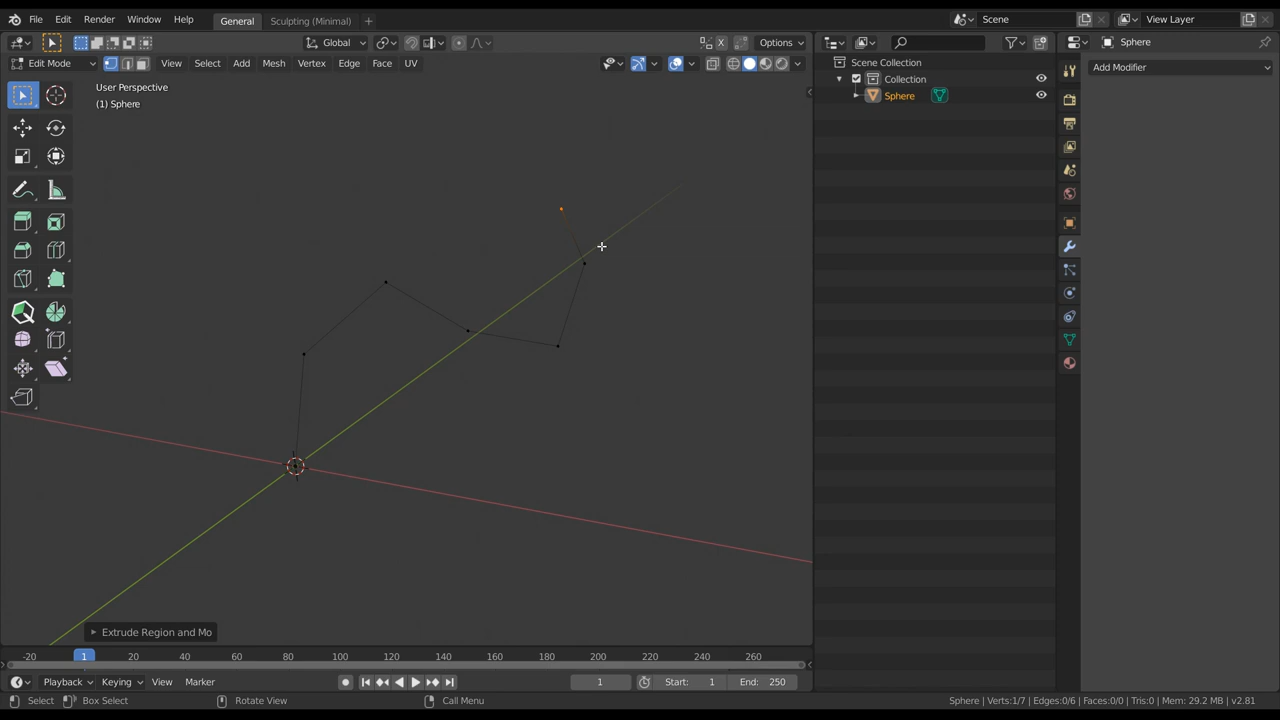 File Edit Render Window Help General Sculpting (Minimal) Scene View Layer
Global Options Sphere
Edit Mode View Select Add Mesh Vertex Edge Face UV Scene Collection Add Modifier
User Perspective Collection
(1) Sphere Sphere
Extrude Region and Mo
-20 1 20 40 60 80 100 120 140 160 180 200 220 240 260
Playback Keying View Marker 1 Start: 1 End: 250
Select Box Select Rotate View Call Menu Sphere | Verts:1/7 | Edges:0/6 | Faces:0/0 | Tris:0 | Mem: 29.2 MB | v2.81